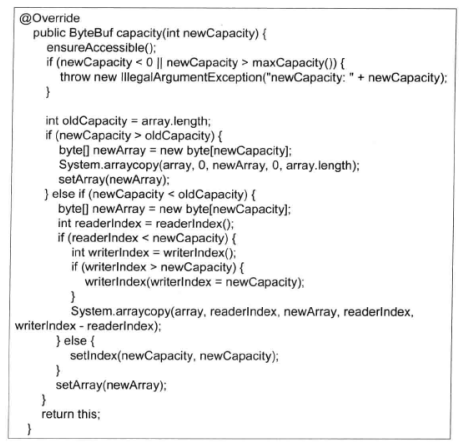 @Override
public ByteBuf capacity(int newCapacity) {
ensureAccessible();
if (newCapacity < 0 || newCapacity > maxCapacity()) {
throw new IllegalArgumentException("newCapacity: " + newCapacity);
}
int oldCapacity = array.length;
if (newCapacity > oldCapacity) {
byte[] newArray = new byte[newCapacity];
System.arraycopy(array, 0, newArray, 0, array.length);
setArray(newArray);
} else if (newCapacity < oldCapacity) {
byte[] newArray = new byte[newCapacity];
int readerIndex = readerIndex();
if (readerIndex < newCapacity) {
int writerIndex = writerIndex();
if (writerIndex > newCapacity) {
writerIndex(writerIndex = newCapacity);
}
System.arraycopy(array, readerIndex, newArray, readerIndex,
writerIndex - readerIndex);
} else {
setIndex(newCapacity, newCapacity);
}
setArray(newArray);
}
return this;
}